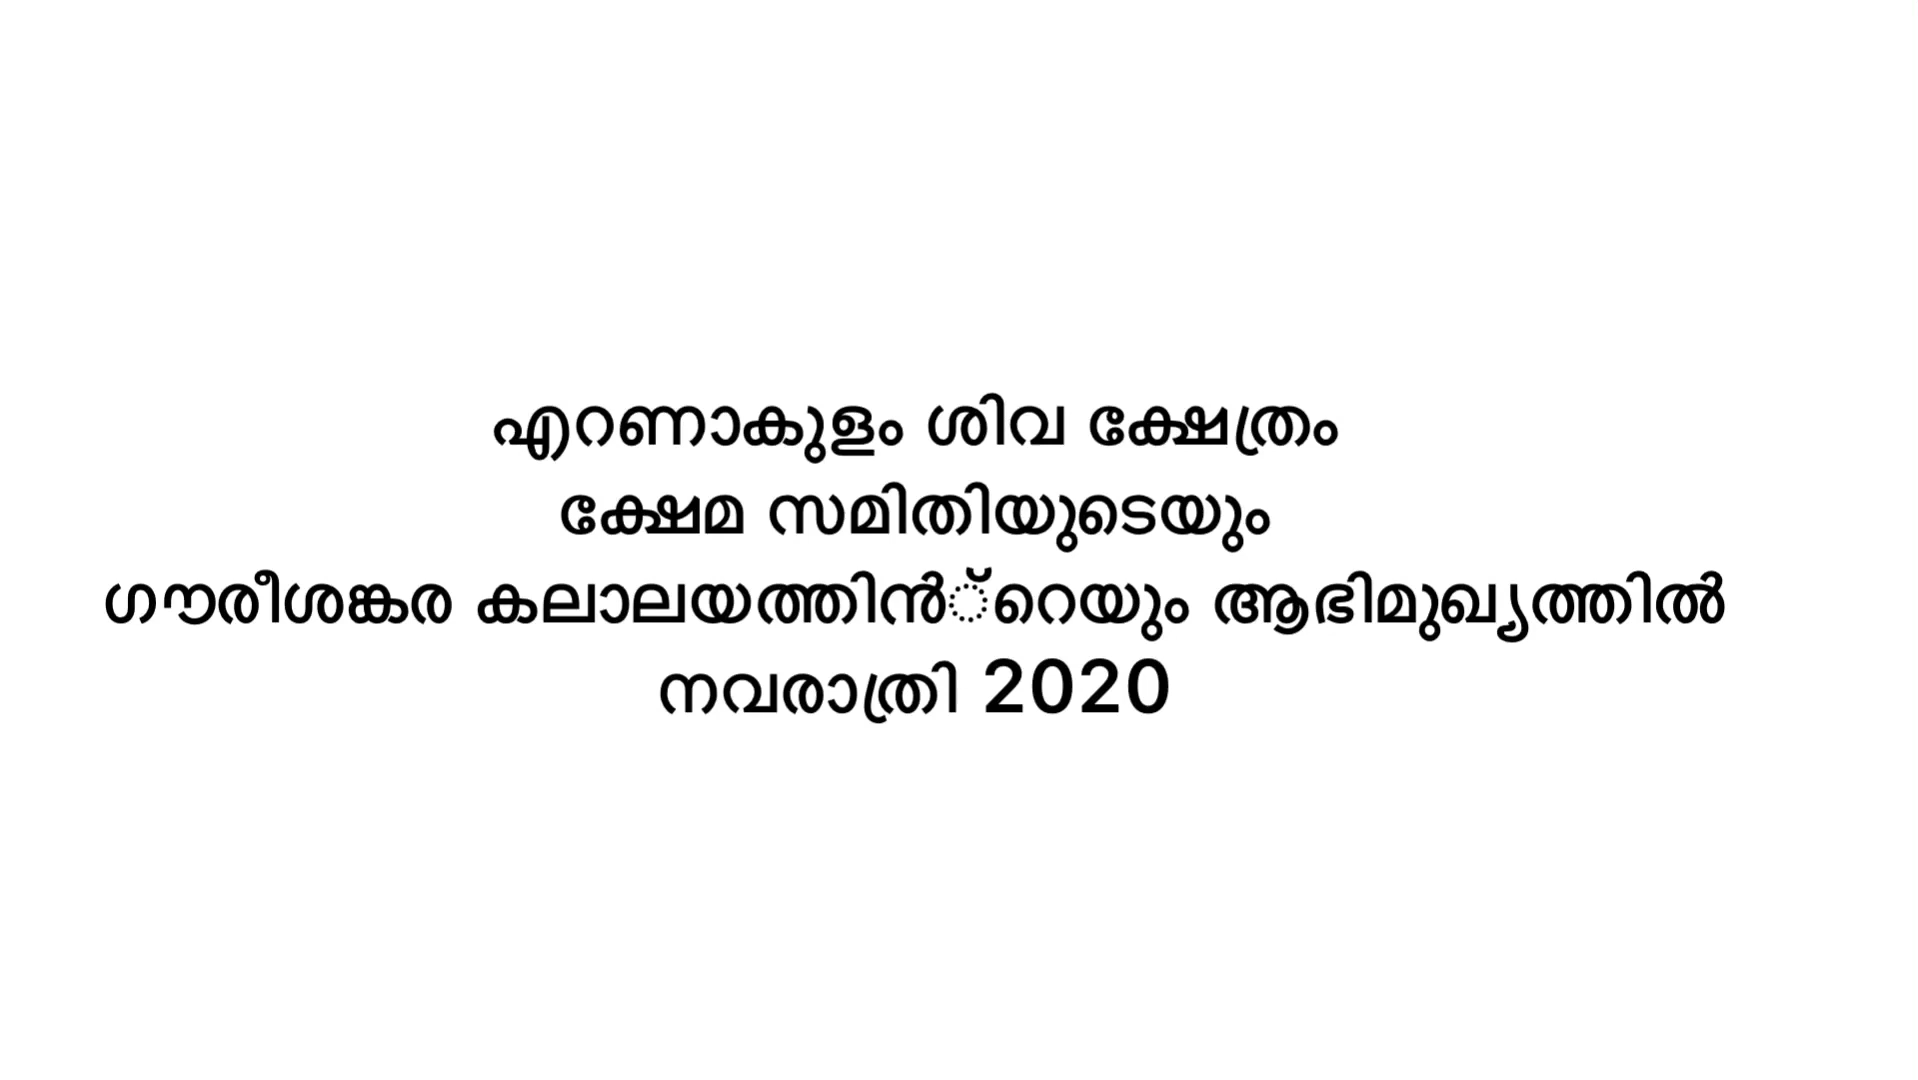 എറണാകുളം ശിവ ക്ഷേത്രം
ക്ഷേമ സമിതിയുടെയും
ഗൗരീശങ്കര കലാലയത്തിൻ്റെയും ആഭിമുഖ്യത്തിൽ
നവരാത്രി 2020